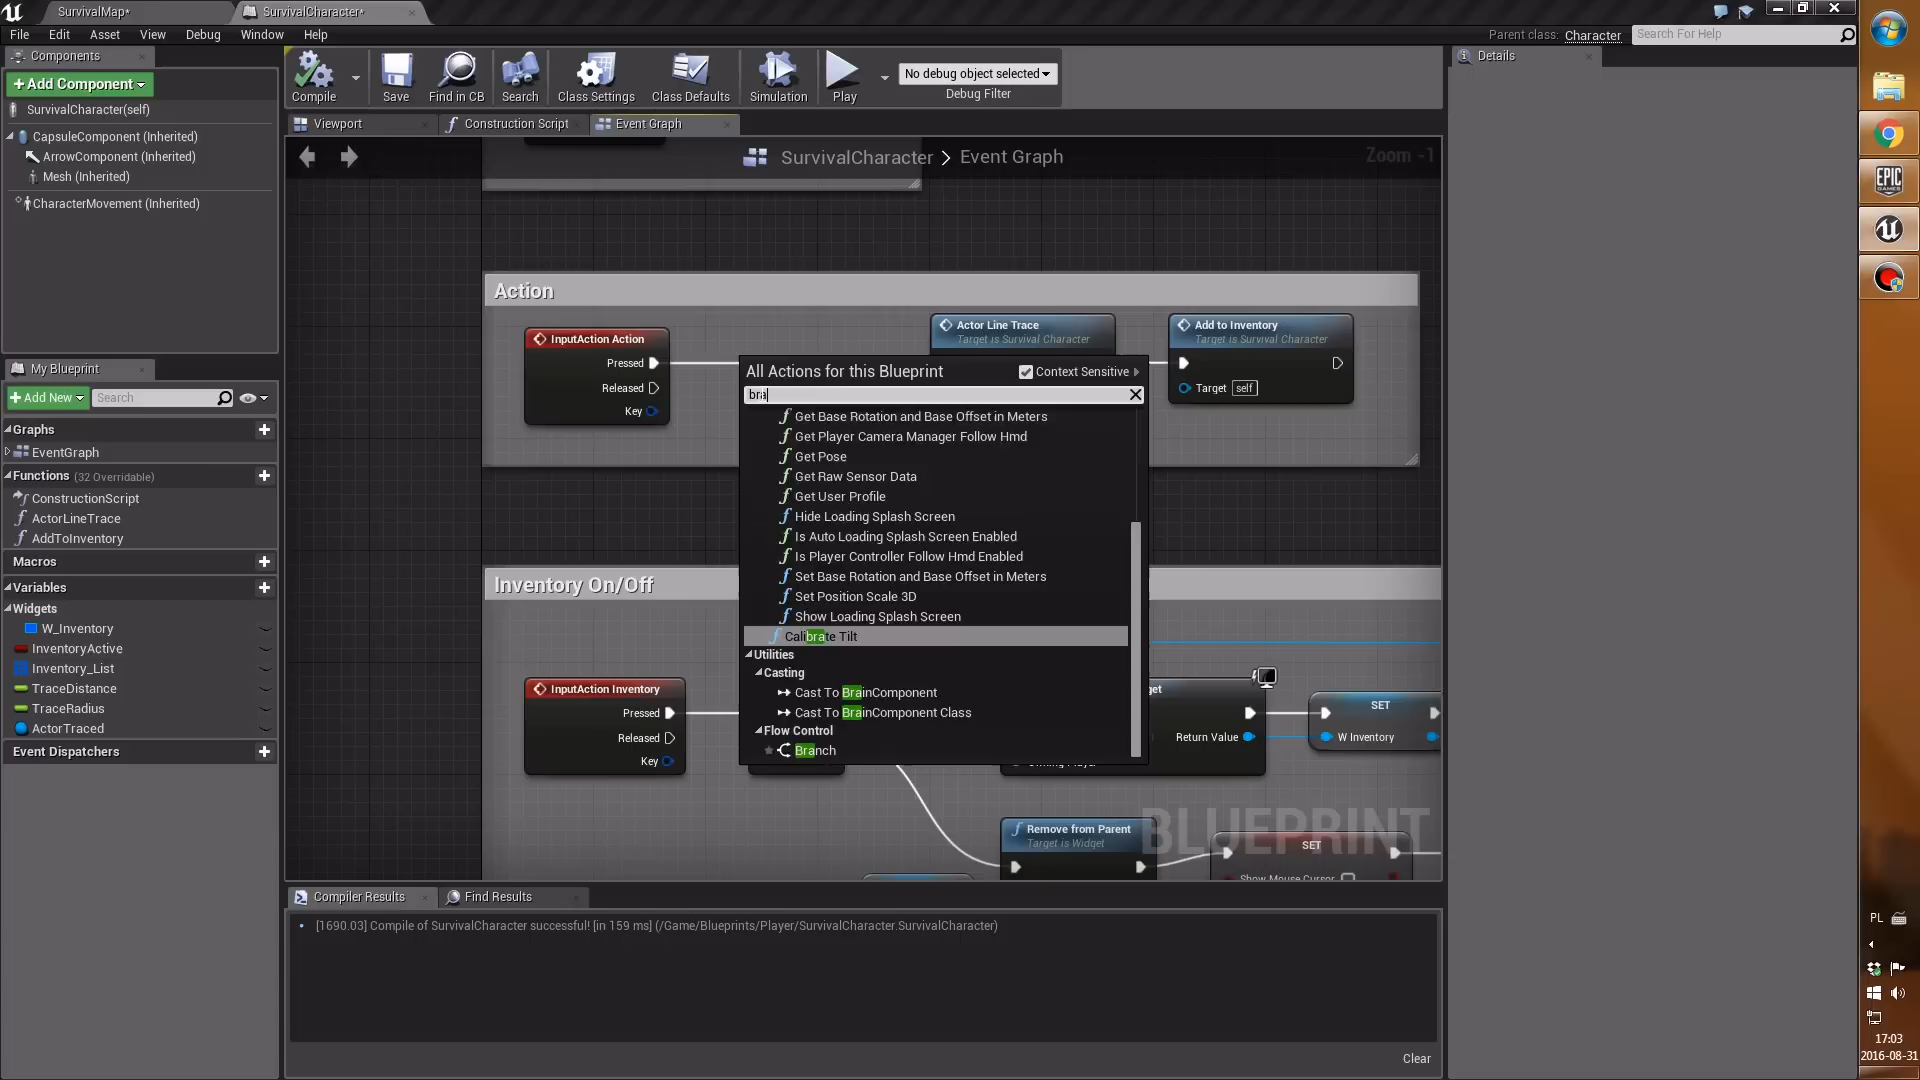 SurvivalMap*
SurvivalCharacter*
File Edit Asset View Debug Window Help
Parent class: Character
Search For Help
Components
+Add Component
SurvivalCharacter(self)
CapsuleComponent (Inherited)
ArrowComponent (Inherited)
Mesh (Inherited)
CharacterMovement (Inherited)
My Blueprint
+Add New
Search
Graphs
EventGraph
Functions (32 Overridable)
ConstructionScript
ActorLineTrace
AddToInventory
Macros
Variables
Widgets
W_Inventory
InventoryActive
Inventory_List
TraceDistance
TraceRadius
ActorTraced
Event Dispatchers
Compile
Save
Find in CB
Search
Class Settings
Class Defaults
Simulation
Play
No debug object selected
Debug Filter
Viewport
Construction Script
Event Graph
SurvivalCharacter > Event Graph
Zoom -1
Action
InputAction Action
Pressed
Released
Key
Actor Line Trace
Target is Survival Character
Add to Inventory
Target is Survival Character
Target self
All Actions for this Blueprint
Context Sensitive
bra
Get Base Rotation and Base Offset in Meters
Get Player Camera Manager Follow Hmd
Get Pose
Get Raw Sensor Data
Get User Profile
Hide Loading Splash Screen
Is Auto Loading Splash Screen Enabled
Is Player Controller Follow Hmd Enabled
Set Base Rotation and Base Offset in Meters
Set Position Scale 3D
Show Loading Splash Screen
Calibrate Tilt
Utilities
Casting
Cast To BrainComponent
Cast To BrainComponent Class
Flow Control
Branch
Inventory On/Off
InputAction Inventory
Pressed
Released
Key
get
Return Value
SET
W Inventory
Remove from Parent
Target is Widget
SET
Show Mouse Cursor
BLUEPRINT
Compiler Results
Find Results
[1690.03] Compile of SurvivalCharacter successful! [in 159 ms] (/Game/Blueprints/Player/SurvivalCharacter.SurvivalCharacter)
Clear
Details
EPIC
GAMES
PL
17:03
2016-08-31